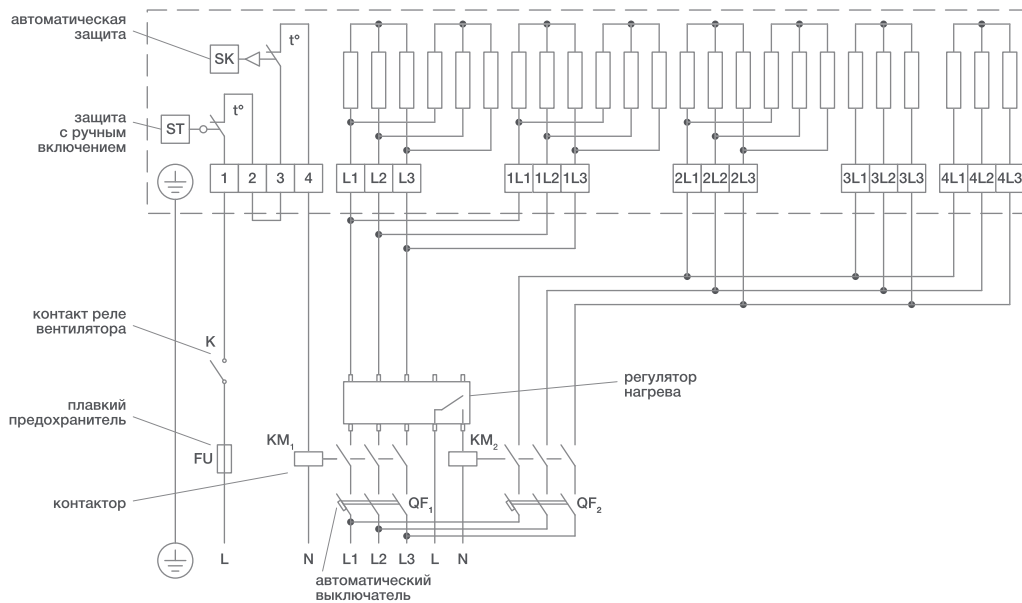 автоматическая
защита
SK
t°
защита
с ручным
включением
ST
t°
1 2 3 4
L1 L2 L3
1L1 1L2 1L3
2L1 2L2 2L3
3L1 3L2 3L3
4L1 4L2 4L3
контакт реле
вентилятора
K
регулятор
нагрева
плавкий
предохранитель
FU
KM1
KM2
контактор
QF1
QF2
L N L1 L2 L3 L N
автоматический
выключатель